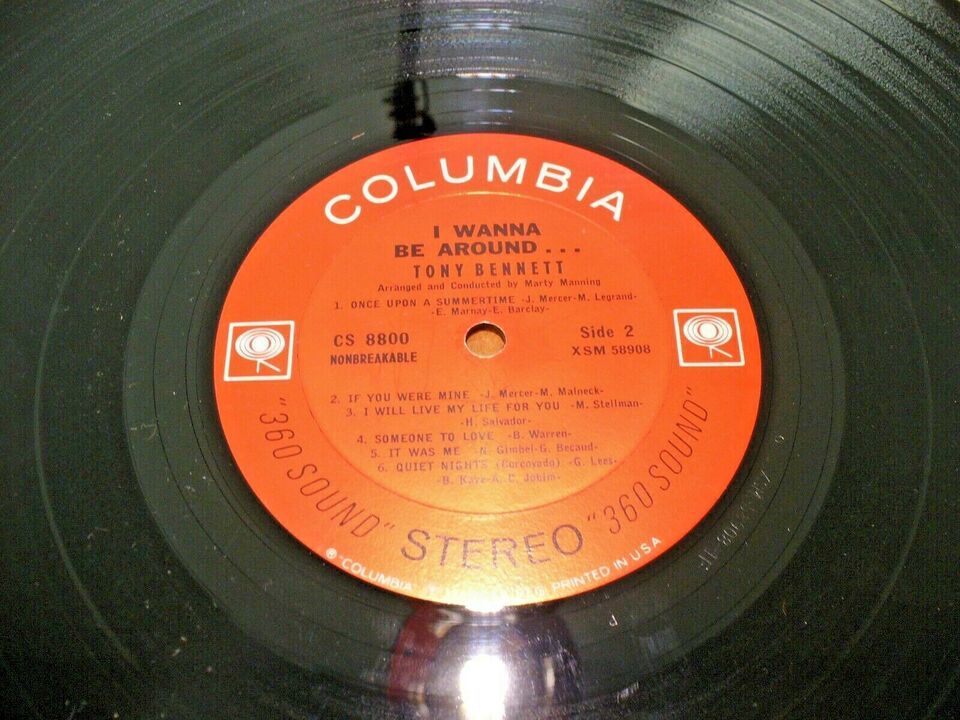 COLUMBIA
I WANNA
BE AROUND...
TONY BENNETT
Arranged and Conducted by Marty Manning
1. ONCE UPON A SUMMERTIME -J. Mercer-M. Legrand-
-E. Marnay-E. Barclay-
CS 8800
NONBREAKABLE
Side 2
XSM 58908
2. IF YOU WERE MINE -J. Mercer-M. Malneck-
3. I WILL LIVE MY LIFE FOR YOU -M. Stellman-
-H. Salvador-
4. SOMEONE TO LOVE -B. Warren-
5. IT WAS ME -N. Gimbel-G. Becaud-
6. QUIET NIGHTS (Corcovado) -G. Lees-
-B. Kaye-A. C. Jobim-
"360 SOUND" STEREO "360 SOUND"
® "COLUMBIA" PRINTED IN U.S.A.